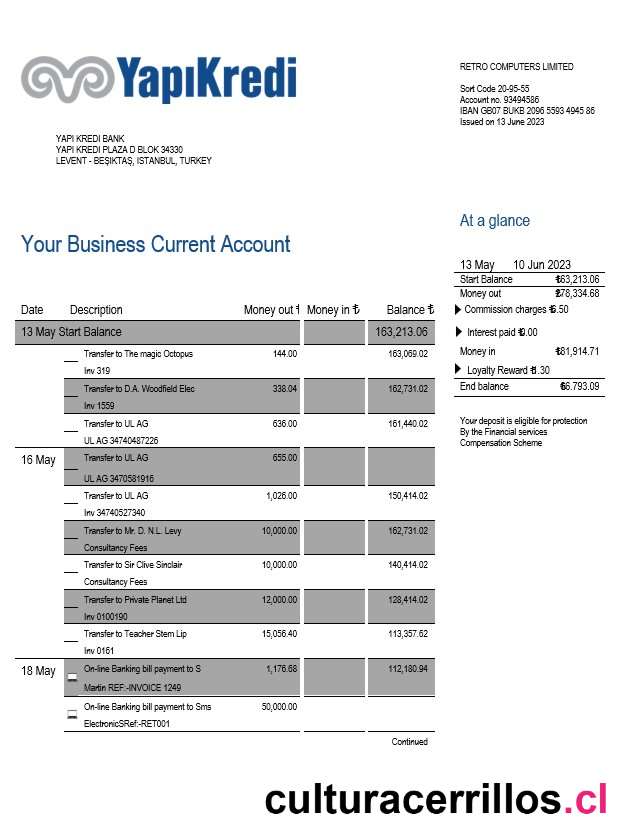 YapıKredi
RETRO COMPUTERS LIMITED
Sort Code 20-95-55
Account no. 93494586
IBAN GB07 BUKB 2096 5593 4945 86
Issued on 13 June 2023
YAPI KREDI BANK
YAPI KREDI PLAZA D BLOK 34330
LEVENT - BEŞIKTAŞ, ISTANBUL, TURKEY
At a glance
Your Business Current Account
13 May 10 Jun 2023
Start Balance ₺63,213.06
Money out ₺78,334.68
Commission charges ₺6.50
Interest paid ₺0.00
Money in ₺81,914.71
Loyalty Reward ₺1.30
End balance ₺66.793.09
Your deposit is eligible for protection
By the Financial services
Compensation Scheme
Date Description Money out ₺ Money in ₺ Balance ₺
13 May Start Balance 163,213.06
Transfer to The magic Octopus 144.00 163,069.02
Inv 319
Transfer to D.A. Woodfield Elec 338.04 162,731.02
Inv 1559
Transfer to UL AG 636.00 161,440.02
UL AG 34740487226
16 May Transfer to UL AG 655.00
UL AG 3470581916
Transfer to UL AG 1,026.00 150,414.02
Inv 34740527340
Transfer to Mr. D. N.L. Levy 10,000.00 162,731.02
Consultancy Fees
Transfer to Sir Clive Sinclair 10,000.00 140,414.02
Consultancy Fees
Transfer to Private Planet Ltd 12,000.00 128,414.02
Inv 0100190
Transfer to Teacher Stem Lip 15,056.40 113,357.62
Inv 0161
18 May On-line Banking bill payment to S 1,176.68 112,180.94
Martin REF:-INVOICE 1249
On-line Banking bill payment to Sms 50,000.00
ElectronicSRef:-RET001
Continued
culturacerrillos.cl